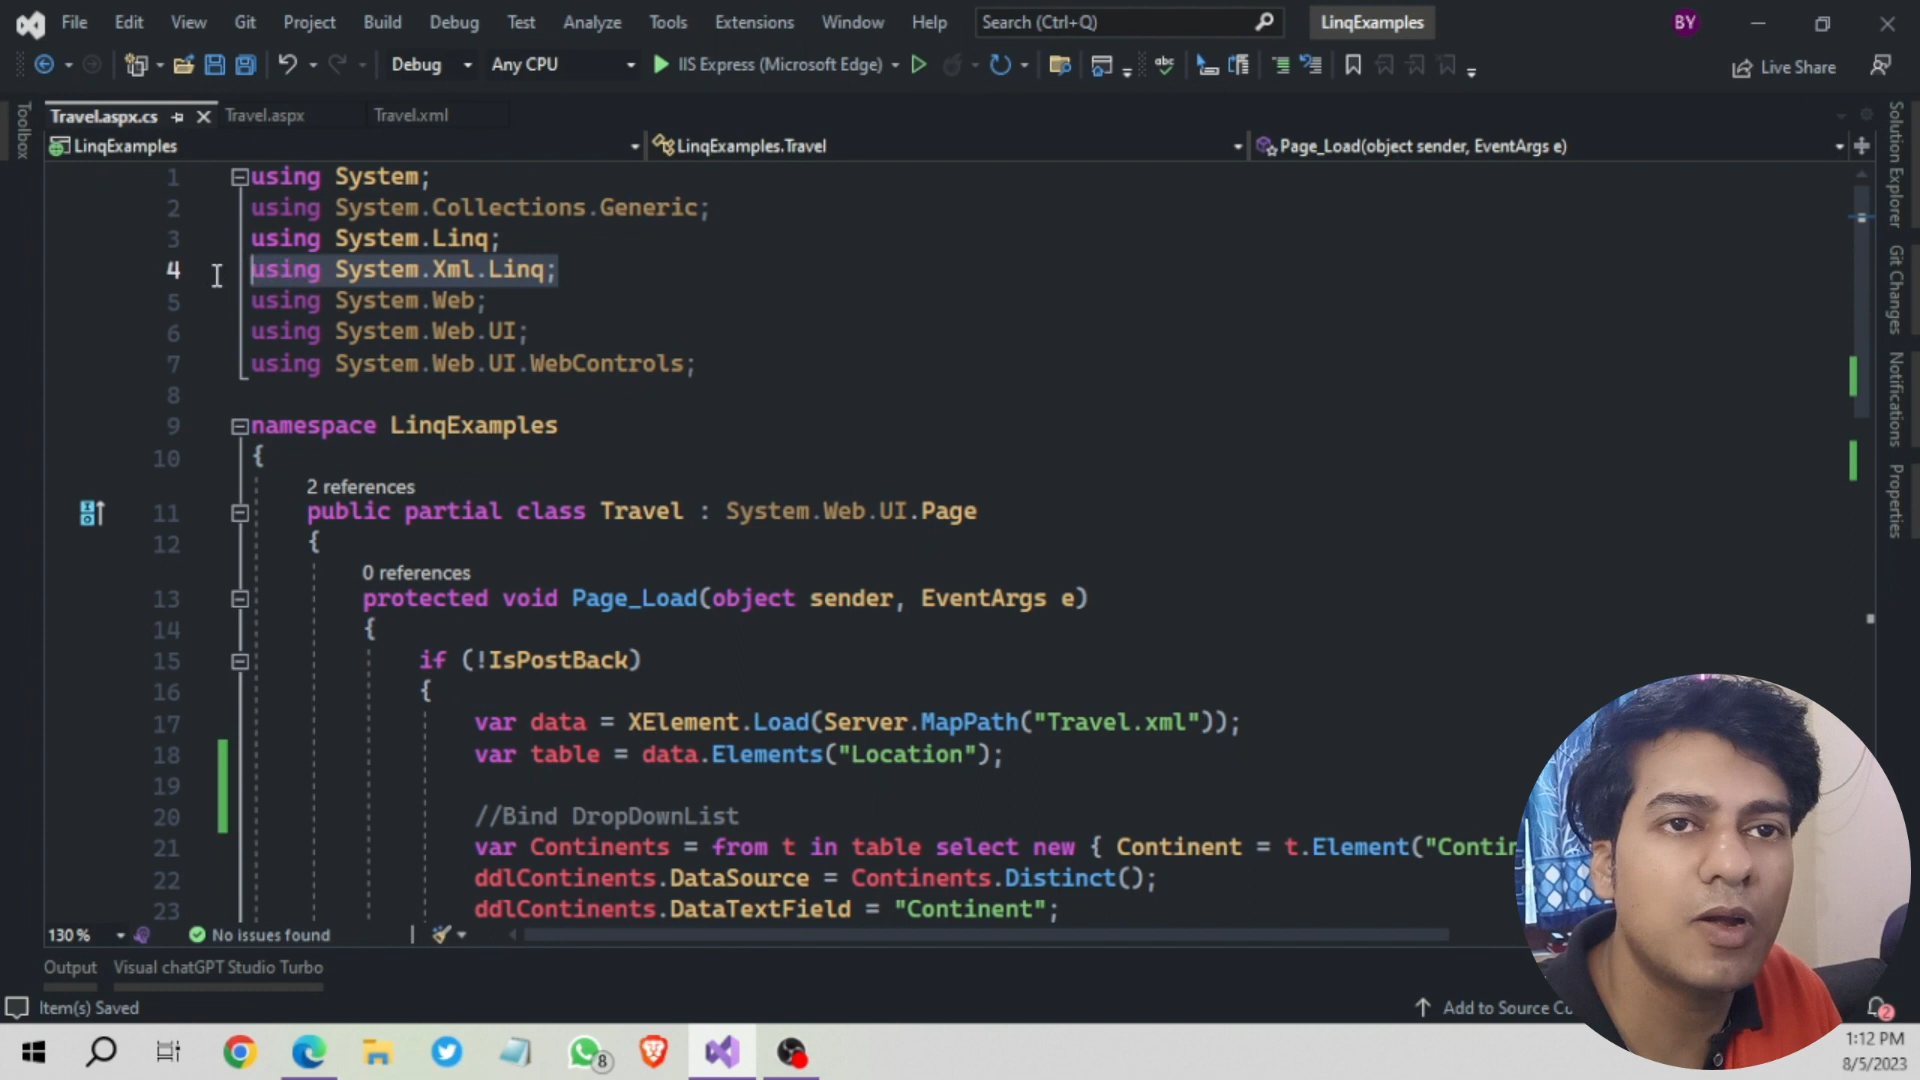 File Edit View Git Project Build Debug Test Analyze Tools Extensions Window Help Search (Ctrl+Q) LinqExamples BY
Debug Any CPU IIS Express (Microsoft Edge) Live Share
Travel.aspx.cs Travel.aspx Travel.xml
LinqExamples LinqExamples.Travel Page_Load(object sender, EventArgs e)
Toolbox
Solution Explorer
Git Changes
Notifications
Properties
1 using System;
2 using System.Collections.Generic;
3 using System.Linq;
4 using System.Xml.Linq;
5 using System.Web;
6 using System.Web.UI;
7 using System.Web.UI.WebControls;
8
9 namespace LinqExamples
10 {
2 references
11 public partial class Travel : System.Web.UI.Page
12 {
0 references
13 protected void Page_Load(object sender, EventArgs e)
14 {
15 if (!IsPostBack)
16 {
17 var data = XElement.Load(Server.MapPath("Travel.xml"));
18 var table = data.Elements("Location");
19
20 //Bind DropDownList
21 var Continents = from t in table select new { Continent = t.Element("Contin
22 ddlContinents.DataSource = Continents.Distinct();
23 ddlContinents.DataTextField = "Continent";
130 % No issues found
Output Visual chatGPT Studio Turbo
Item(s) Saved Add to Source Co 2
8
1:12 PM
8/5/2023